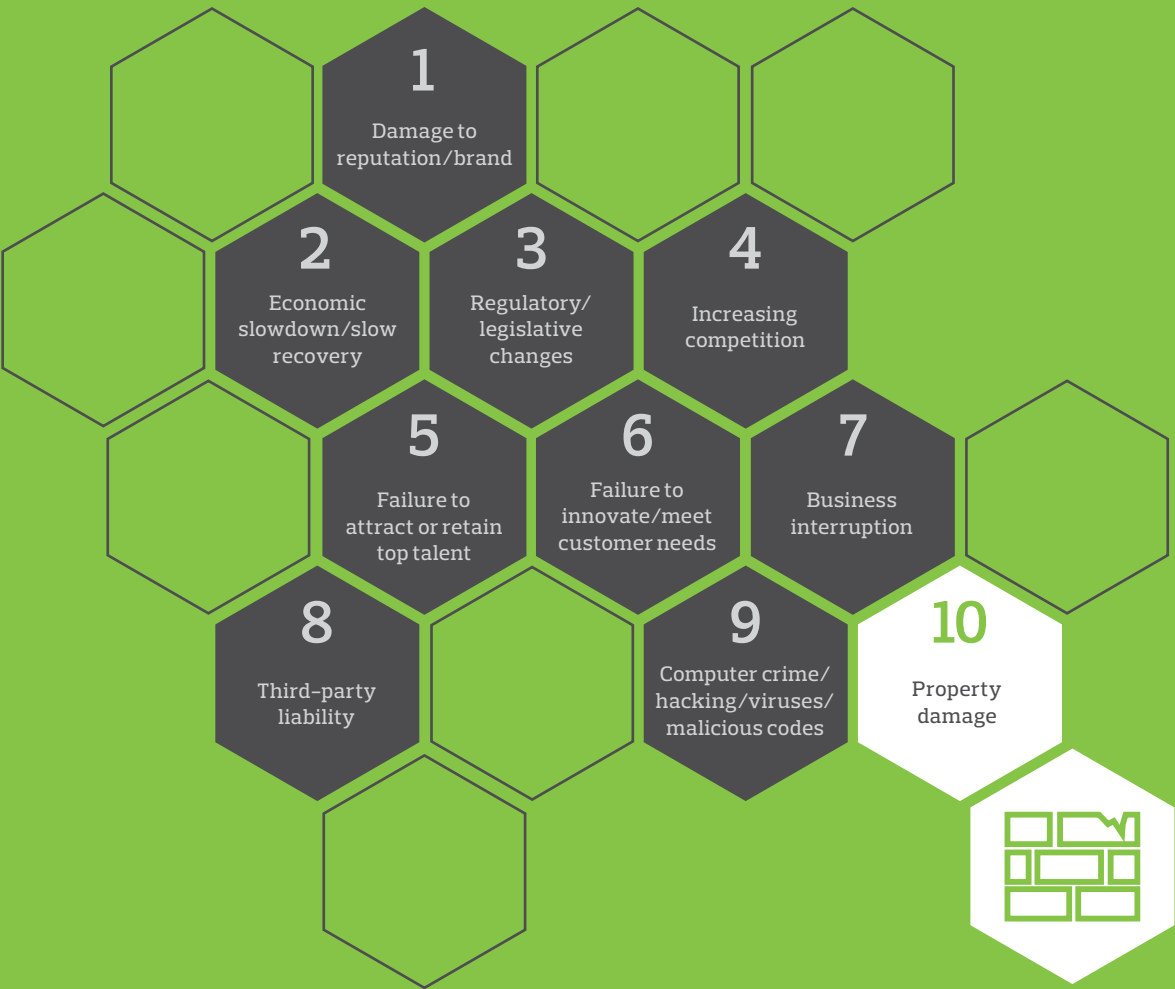 1
Damage to
reputation/brand
2
Economic
slowdown/slow
recovery
3
Regulatory/
legislative
changes
4
Increasing
competition
5
Failure to
attract or retain
top talent
6
Failure to
innovate/meet
customer needs
7
Business
interruption
8
Third-party
liability
9
Computer crime/
hacking/viruses/
malicious codes
10
Property
damage